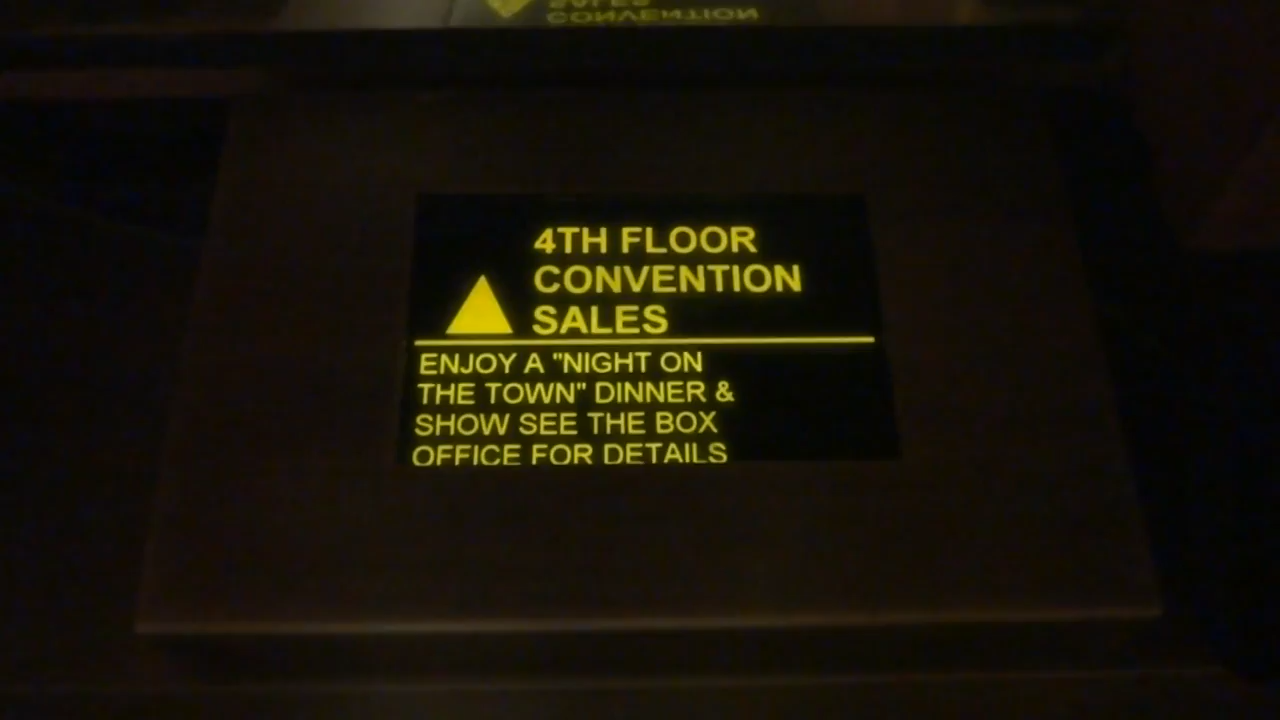 4TH FLOOR
CONVENTION
SALES
ENJOY A "NIGHT ON
THE TOWN" DINNER &
SHOW SEE THE BOX
OFFICE FOR DETAILS